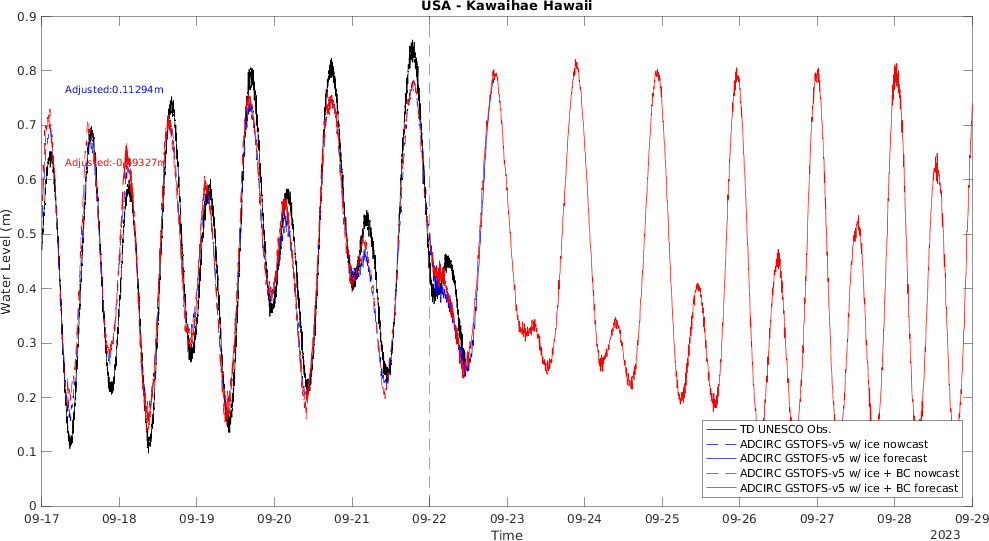 USA - Kawaihae Hawaii
0.9
0.8
0.7
0.6
0.5
0.4
0.3
0.2
0.1
0
Water Level (m)
Adjusted:0.11294m
TD UNESCO Obs.
ADCIRC GSTOFS-v5 w/ ice nowcast
ADCIRC GSTOFS-v5 w/ ice forecast
ADCIRC GSTOFS-v5 w/ ice + BC nowcast
ADCIRC GSTOFS-v5 w/ ice + BC forecast
09-17 09-18 09-19 09-20 09-21 09-22 09-23 09-24 09-25 09-26 09-27 09-28 09-29
Time
2023